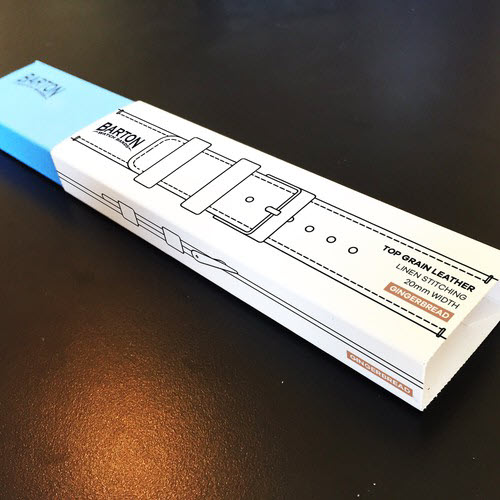 BARTON
BARTON
WATCH BANDS
TOP GRAIN LEATHER
LINEN STITCHING
20mm WIDTH
GINGERBREAD
GINGERBREAD